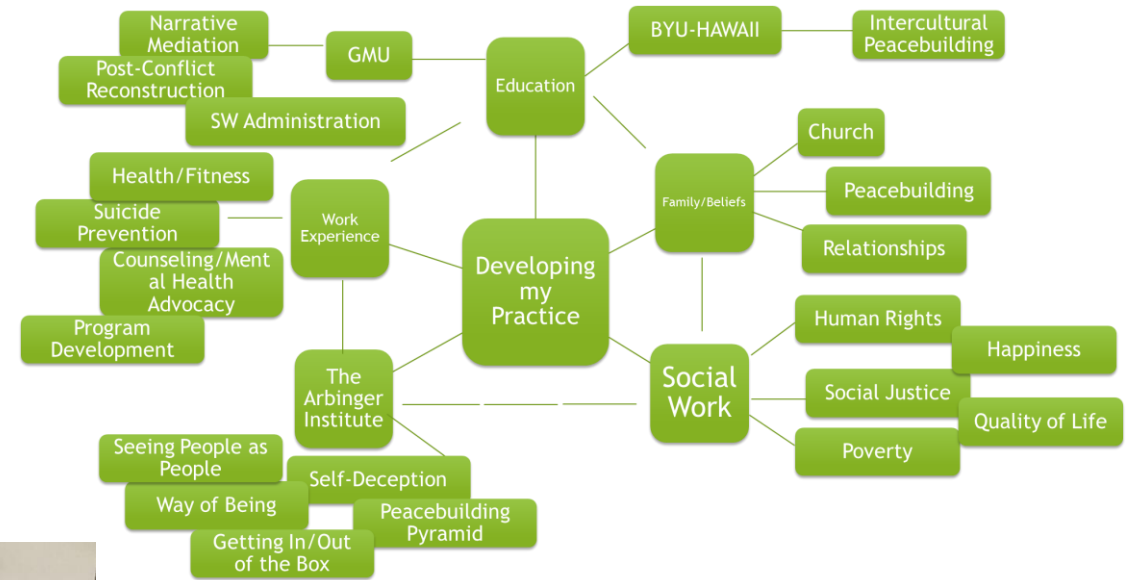 Narrative
Mediation
Post-Conflict
Reconstruction
GMU
SW Administration
Education
BYU-HAWAII
Intercultural
Peacebuilding
Church
Peacebuilding
Relationships
Family/Beliefs
Health/Fitness
Suicide
Prevention
Counseling/Ment
al Health
Advocacy
Program
Development
Work
Experience
Developing
my
Practice
Human Rights
Happiness
Social Justice
Quality of Life
Poverty
Social
Work
The
Arbinger
Institute
Seeing People as
People
Self-Deception
Way of Being
Peacebuilding
Pyramid
Getting In/Out
of the Box